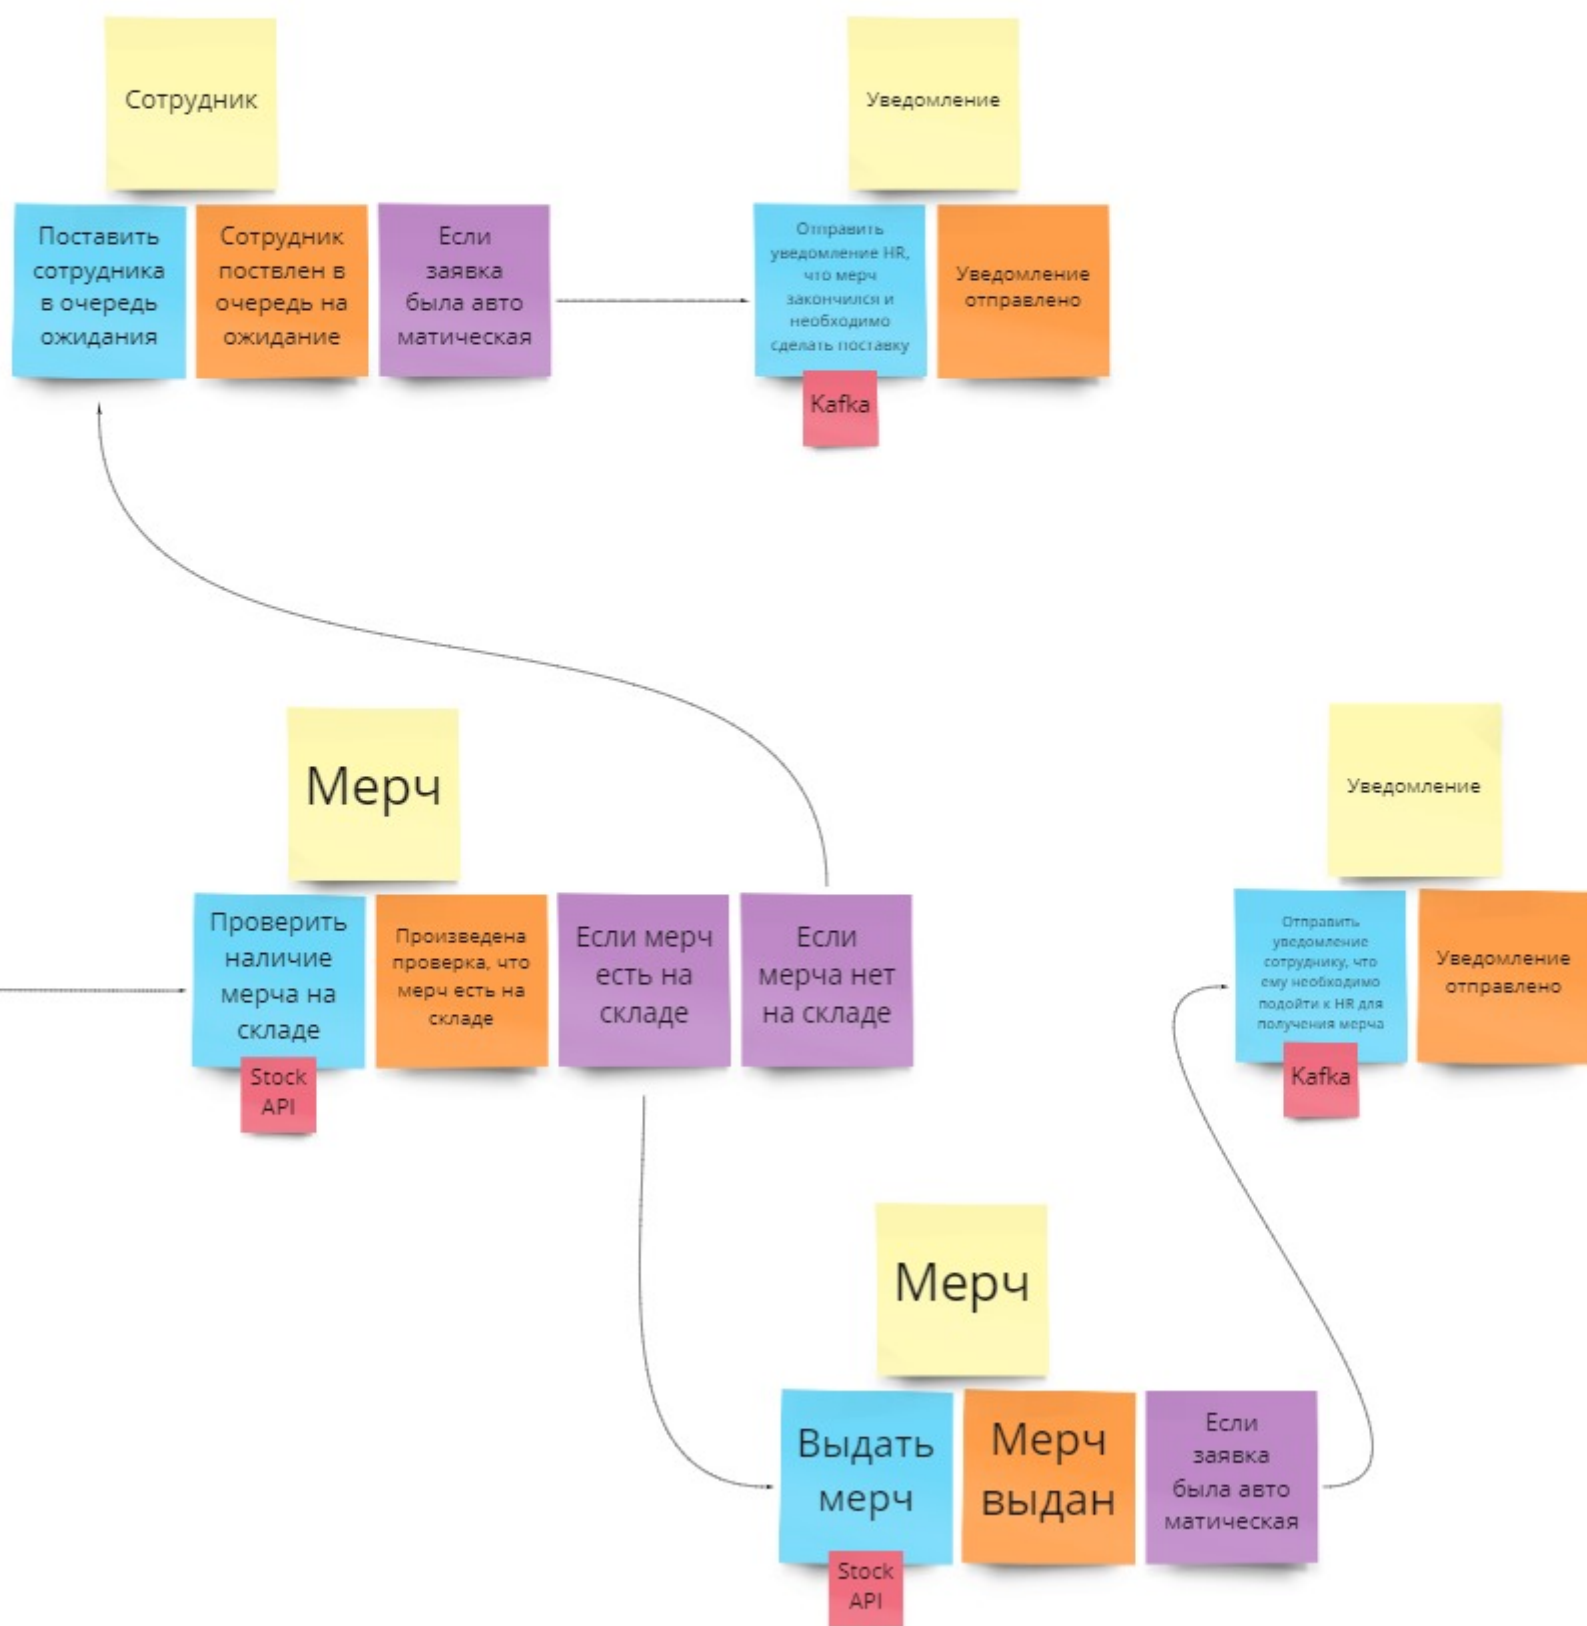 Сотрудник
Уведомление
Поставить
сотрудника
в очередь
ожидания
Сотрудник
поствлен в
очередь на
ожидание
Если
заявка
была авто
матическая
Отправить
уведомление HR,
что мерч
закончился и
необходимо
сделать поставку
Kafka
Уведомление
отправлено
Мерч
Уведомление
Проверить
наличие
мерча на
складе
Stock
API
Произведена
проверка, что
мерч есть на
складе
Если мерч
есть на
складе
Если
мерча нет
на складе
Отправить
уведомление
сотруднику, что
ему необходимо
подойти к HR для
получения мерча
Kafka
Уведомление
отправлено
Мерч
Выдать
мерч
Stock
API
Мерч
выдан
Если
заявка
была авто
матическая